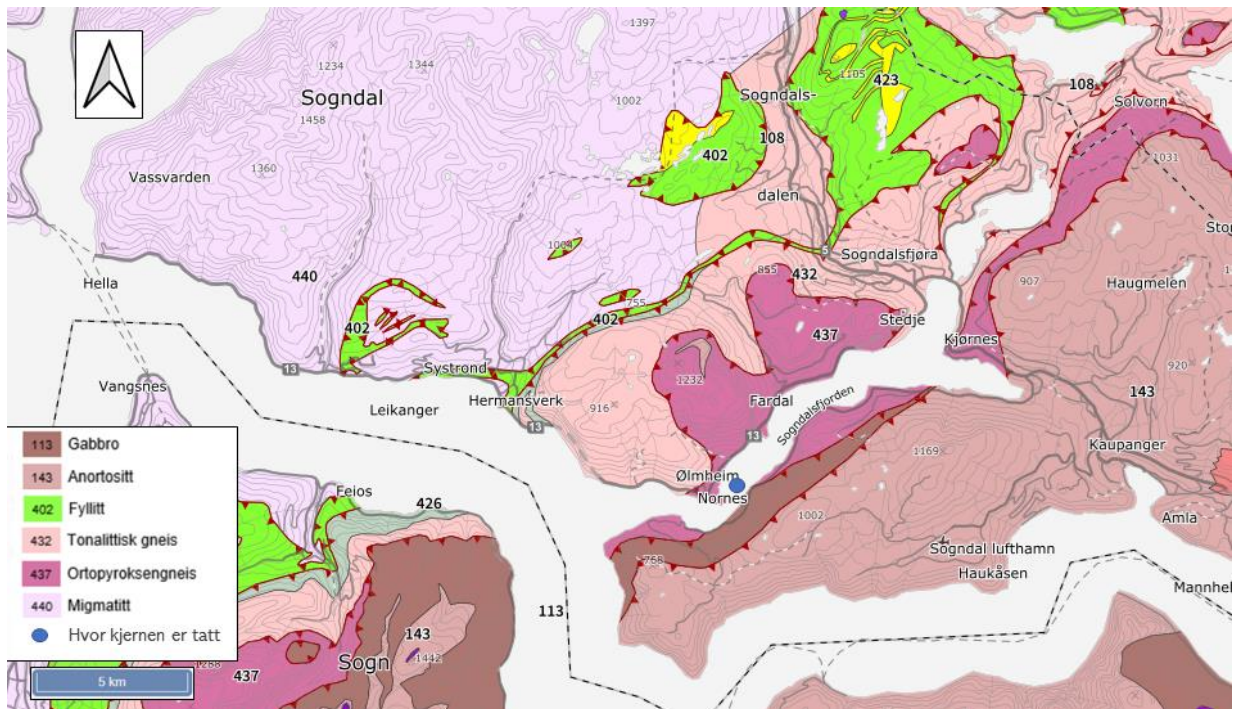 1397
1234
1344
1105
423
Sogndal
1002
Sogndals-
108
Solvorn
1458
108
402
1031
Vassvarden
1360
dalen
1004
5
Sogndalsfjøra
440
855
432
Hella
755
907
Haugmelen
402
402
Stedje
437
Kjørnes
13
Systrond
920
Vangsnes
1232
Hermansverk
143
Leikanger
916
Fardal
Sogndalsfjorden
13
13
Kaupanger
1169
Ølmheim
Feios
Nornes
426
1002
Amla
Sogndal lufthamn
768
Haukåsen
113
143
Sogn
1442
437
113 Gabbro
143 Anortositt
402 Fyllitt
432 Tonalittisk gneis
437 Ortopyroksengneis
440 Migmatitt
Hvor kjernen er tatt
5 km